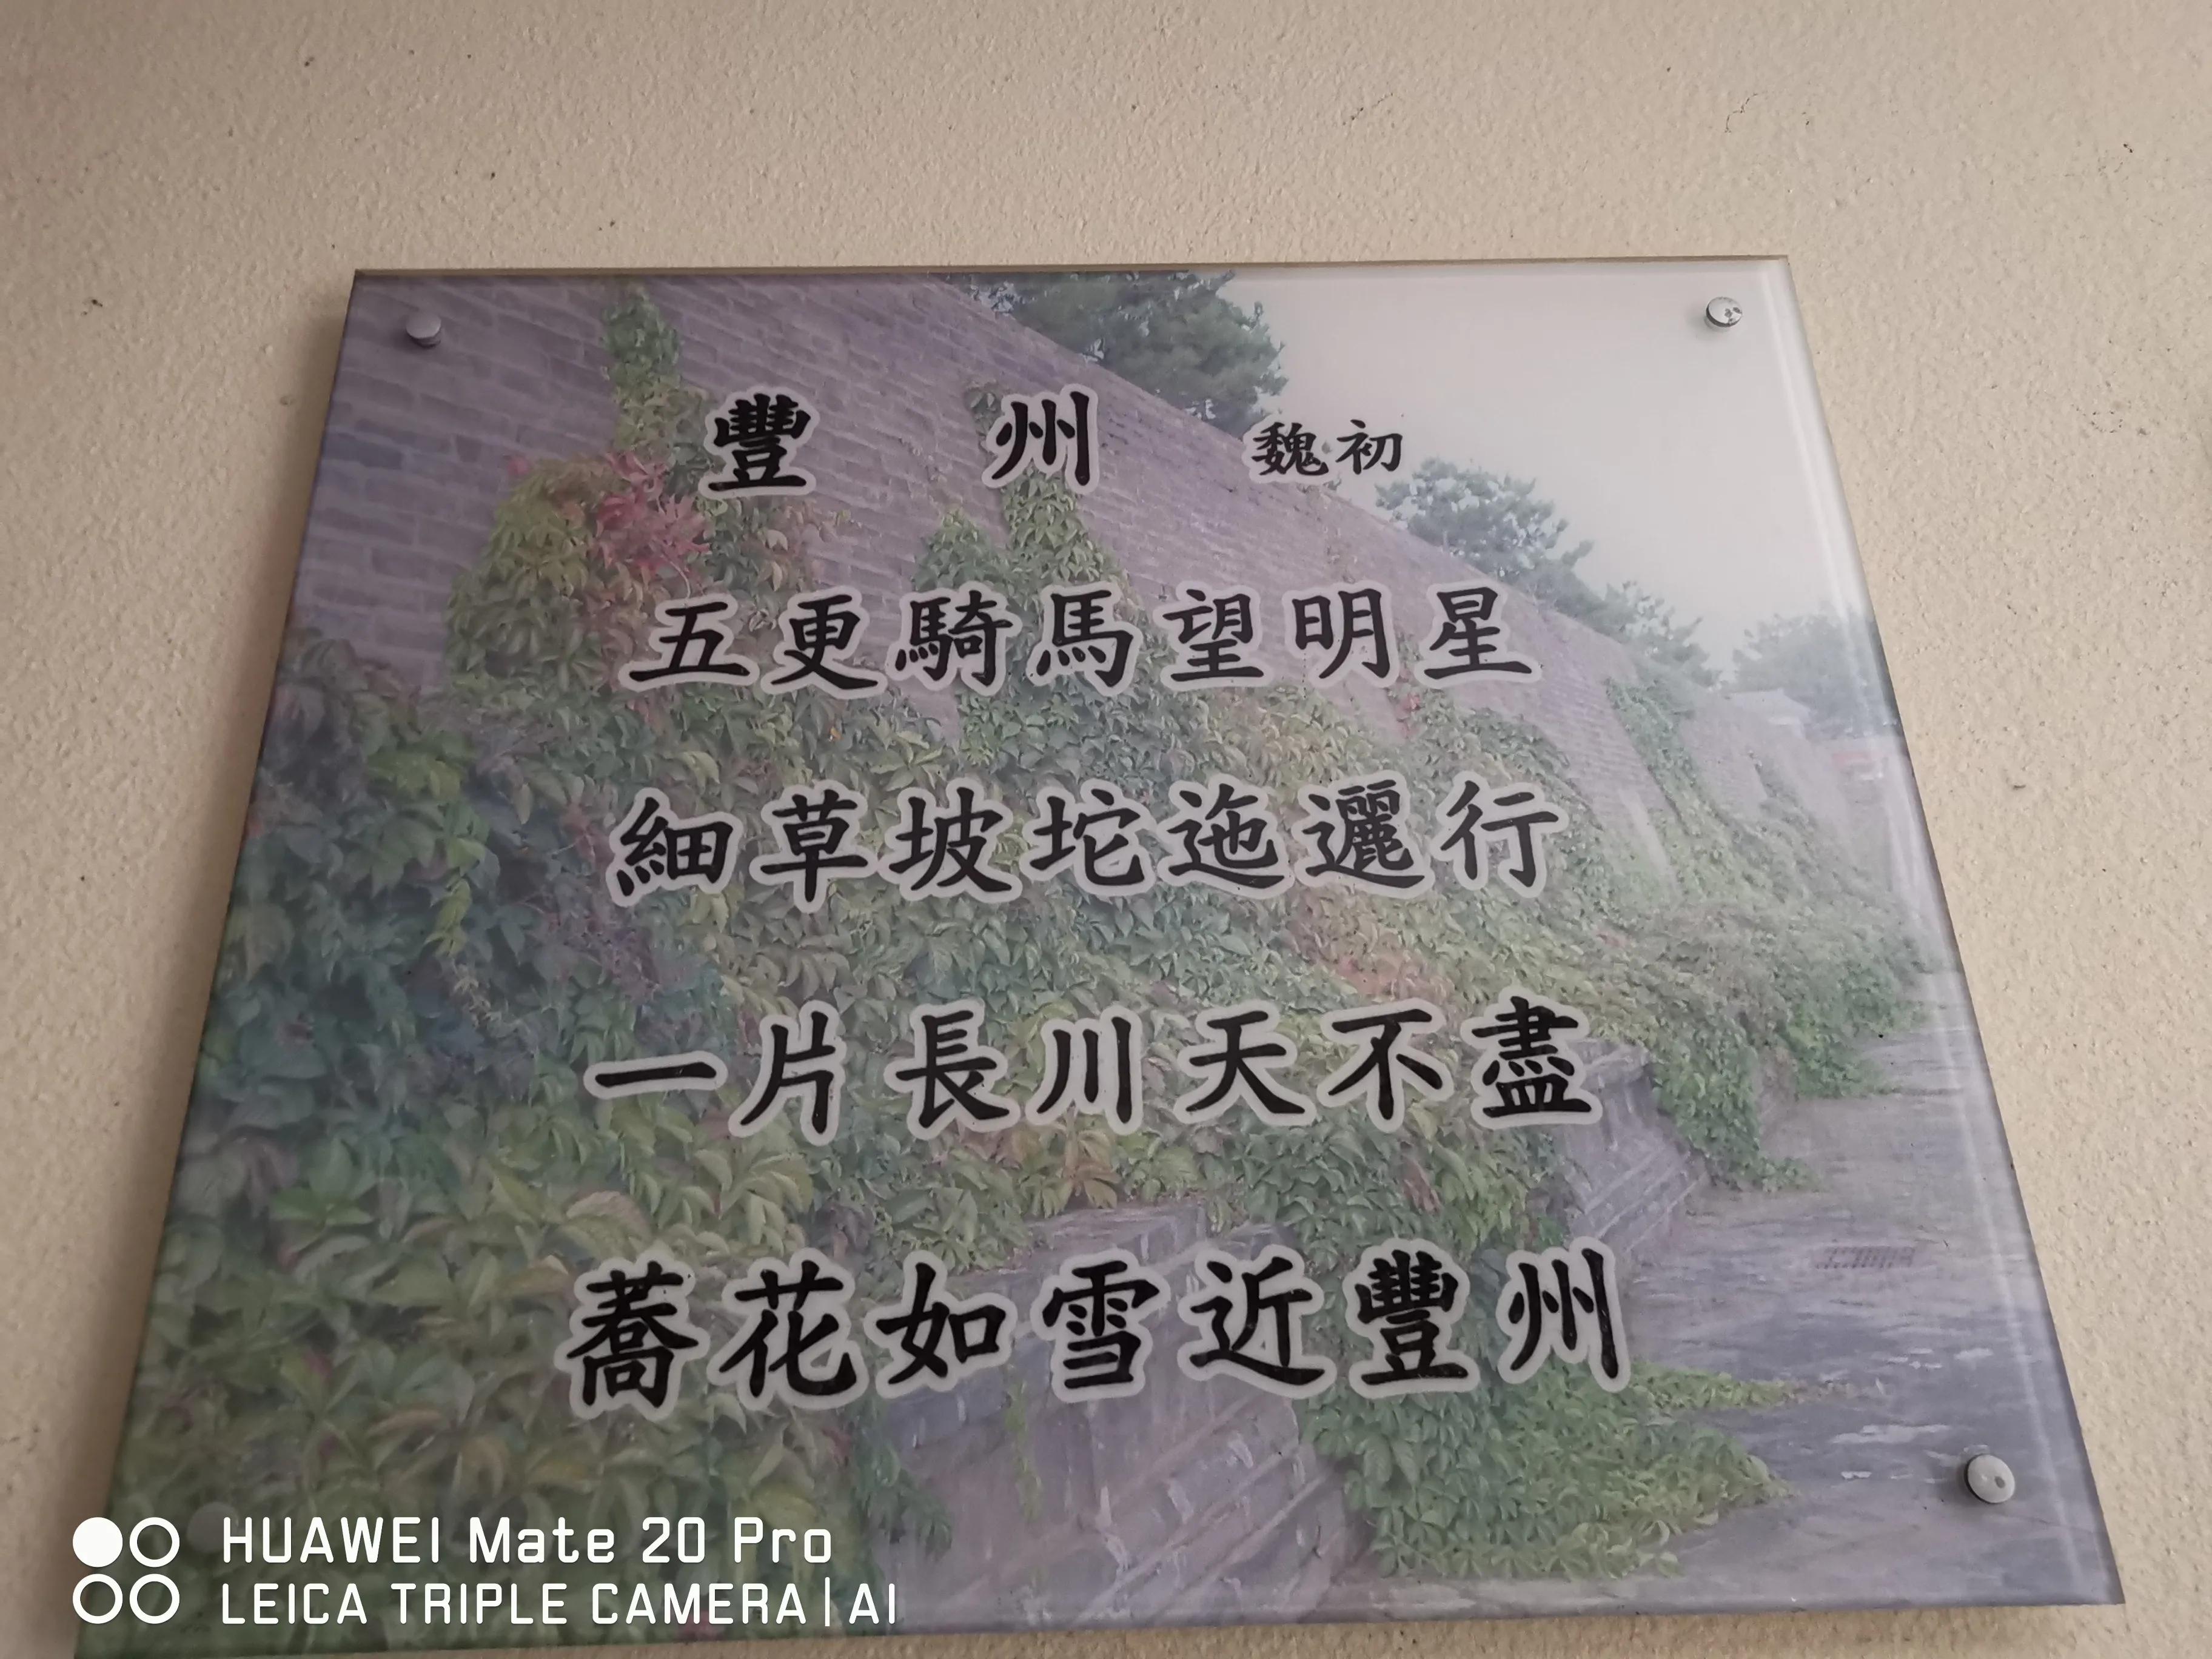 豐 州 魏初
五更騎馬望明星
細草坡坨迤邐行
一片長川天不盡
蕎花如雪近豐州
HUAWEI Mate 20 Pro
LEICA TRIPLE CAMERA | AI